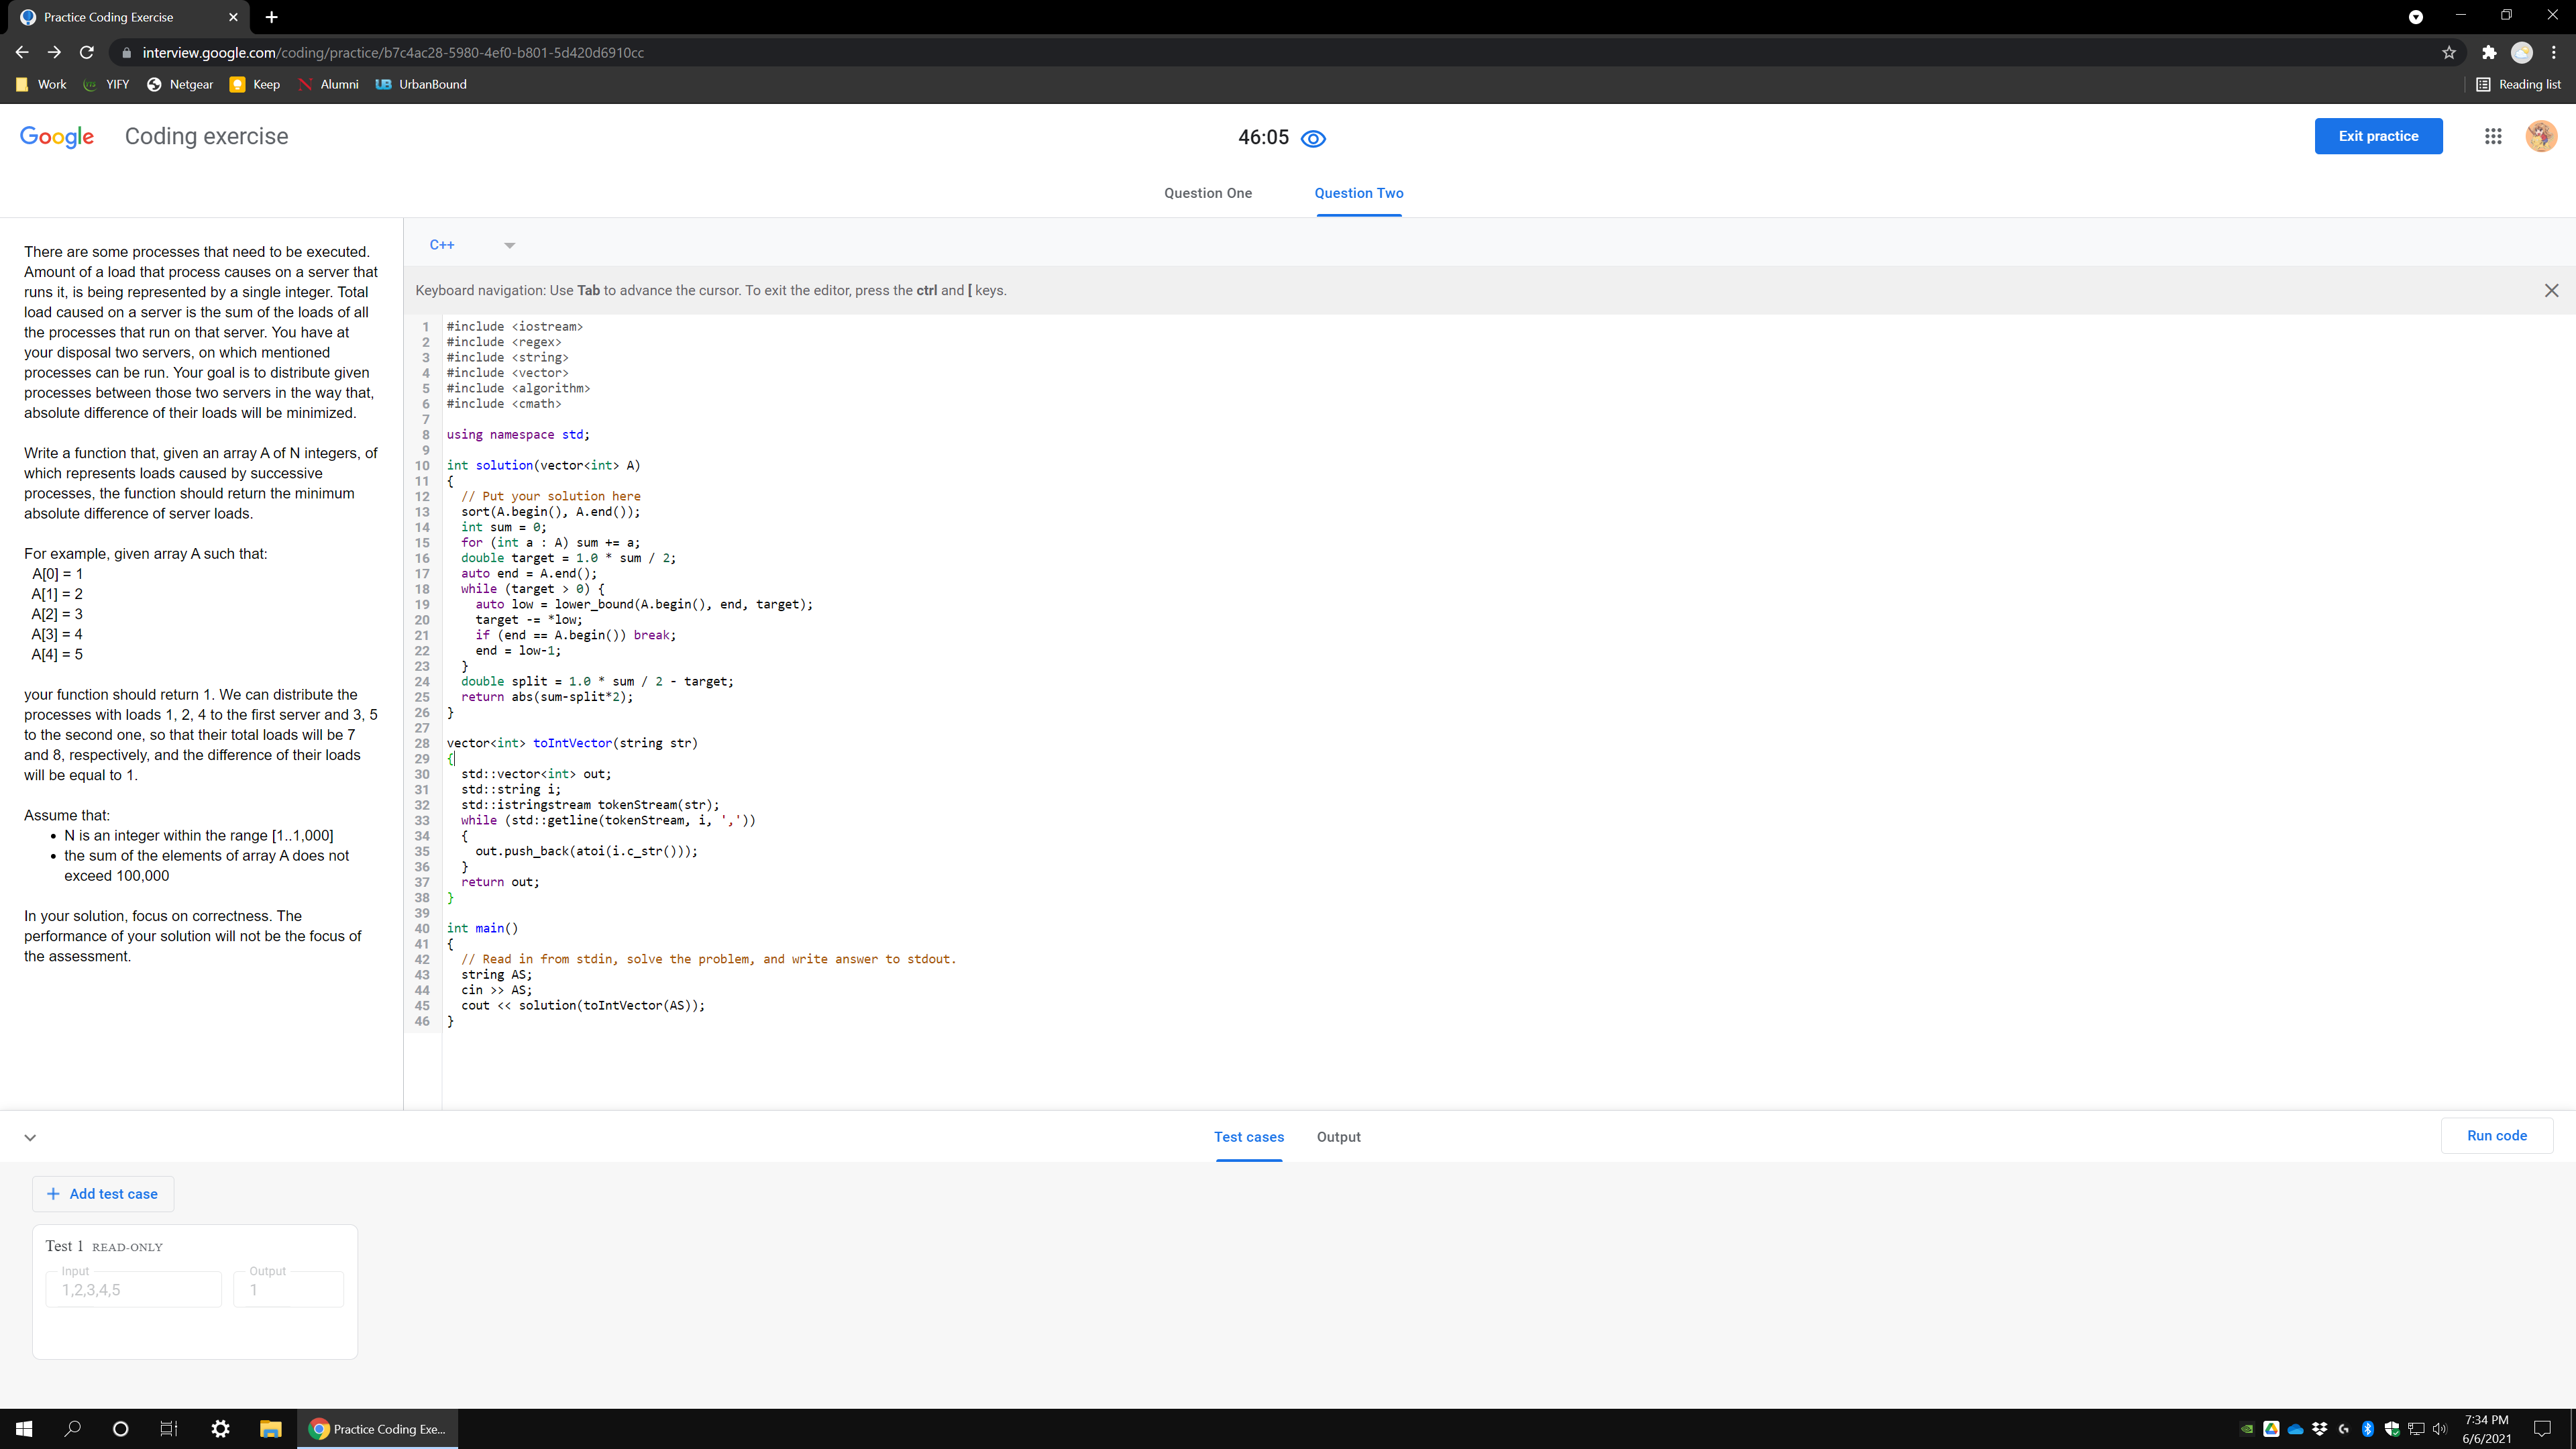 Practice Coding Exercise
interview.google.com/coding/practice/b7c4ac28-5980-4ef0-b801-5d420d6910cc
Work YIFY Netgear Keep Alumni UB UrbanBound Reading list
Google Coding exercise 46:05 Exit practice
Question One Question Two
There are some processes that need to be executed.
Amount of a load that process causes on a server that
runs it, is being represented by a single integer. Total
load caused on a server is the sum of the loads of all
the processes that run on that server. You have at
your disposal two servers, on which mentioned
processes can be run. Your goal is to distribute given
processes between those two servers in the way that,
absolute difference of their loads will be minimized.
Write a function that, given an array A of N integers, of
which represents loads caused by successive
processes, the function should return the minimum
absolute difference of server loads.
For example, given array A such that:
A[0] = 1
A[1] = 2
A[2] = 3
A[3] = 4
A[4] = 5
your function should return 1. We can distribute the
processes with loads 1, 2, 4 to the first server and 3, 5
to the second one, so that their total loads will be 7
and 8, respectively, and the difference of their loads
will be equal to 1.
Assume that:
• N is an integer within the range [1..1,000]
• the sum of the elements of array A does not
exceed 100,000
In your solution, focus on correctness. The
performance of your solution will not be the focus of
the assessment.
C++
Keyboard navigation: Use Tab to advance the cursor. To exit the editor, press the ctrl and [ keys.
1 #include <iostream>
2 #include <regex>
3 #include <string>
4 #include <vector>
5 #include <algorithm>
6 #include <cmath>
7
8 using namespace std;
9
10 int solution(vector<int> A)
11 {
12 // Put your solution here
13 sort(A.begin(), A.end());
14 int sum = 0;
15 for (int a : A) sum += a;
16 double target = 1.0 * sum / 2;
17 auto end = A.end();
18 while (target > 0) {
19 auto low = lower_bound(A.begin(), end, target);
20 target -= *low;
21 if (end == A.begin()) break;
22 end = low-1;
23 }
24 double split = 1.0 * sum / 2 - target;
25 return abs(sum-split*2);
26 }
27
28 vector<int> toIntVector(string str)
29 {
30 std::vector<int> out;
31 std::string i;
32 std::istringstream tokenStream(str);
33 while (std::getline(tokenStream, i, ','))
34 {
35 out.push_back(atoi(i.c_str()));
36 }
37 return out;
38 }
39
40 int main()
41 {
42 // Read in from stdin, solve the problem, and write answer to stdout.
43 string AS;
44 cin >> AS;
45 cout << solution(toIntVector(AS));
46 }
Test cases Output Run code
+ Add test case
Test 1 READ-ONLY
Input Output
1,2,3,4,5 1
Practice Coding Exe...
7:34 PM
6/6/2021